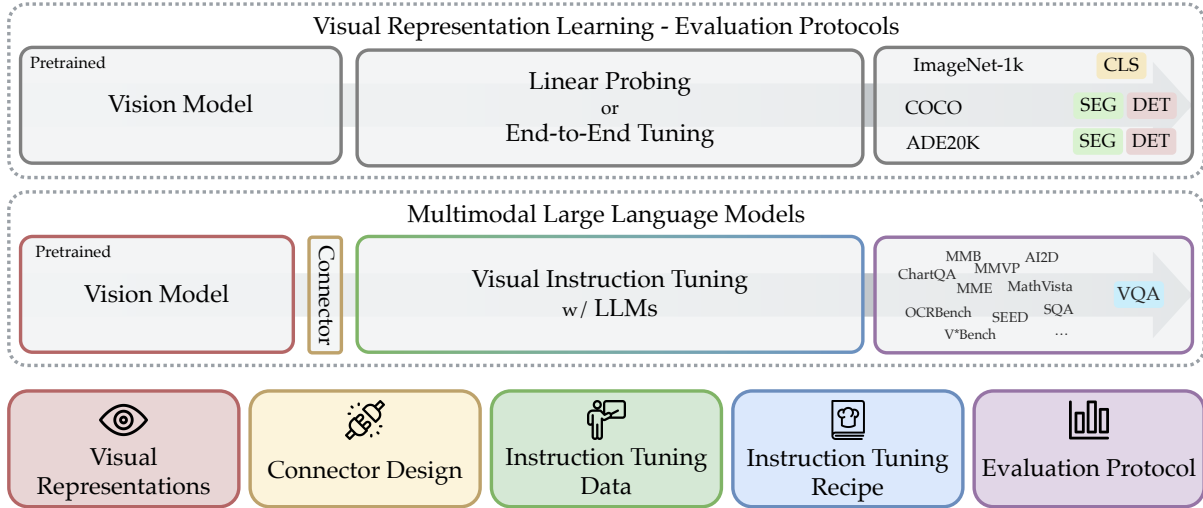 Visual Representation Learning - Evaluation Protocols
Pretrained
Vision Model
Linear Probing
or
End-to-End Tuning
ImageNet-1k CLS
COCO SEG DET
ADE20K SEG DET
Multimodal Large Language Models
Pretrained
Vision Model
Connector
Visual Instruction Tuning
w/ LLMs
MMB AI2D
ChartQA MMVP
MME MathVista
VQA
OCRBench SEED SQA
V*Bench ...
Visual
Representations
Connector Design
Instruction Tuning
Data
Instruction Tuning
Recipe
Evaluation Protocol